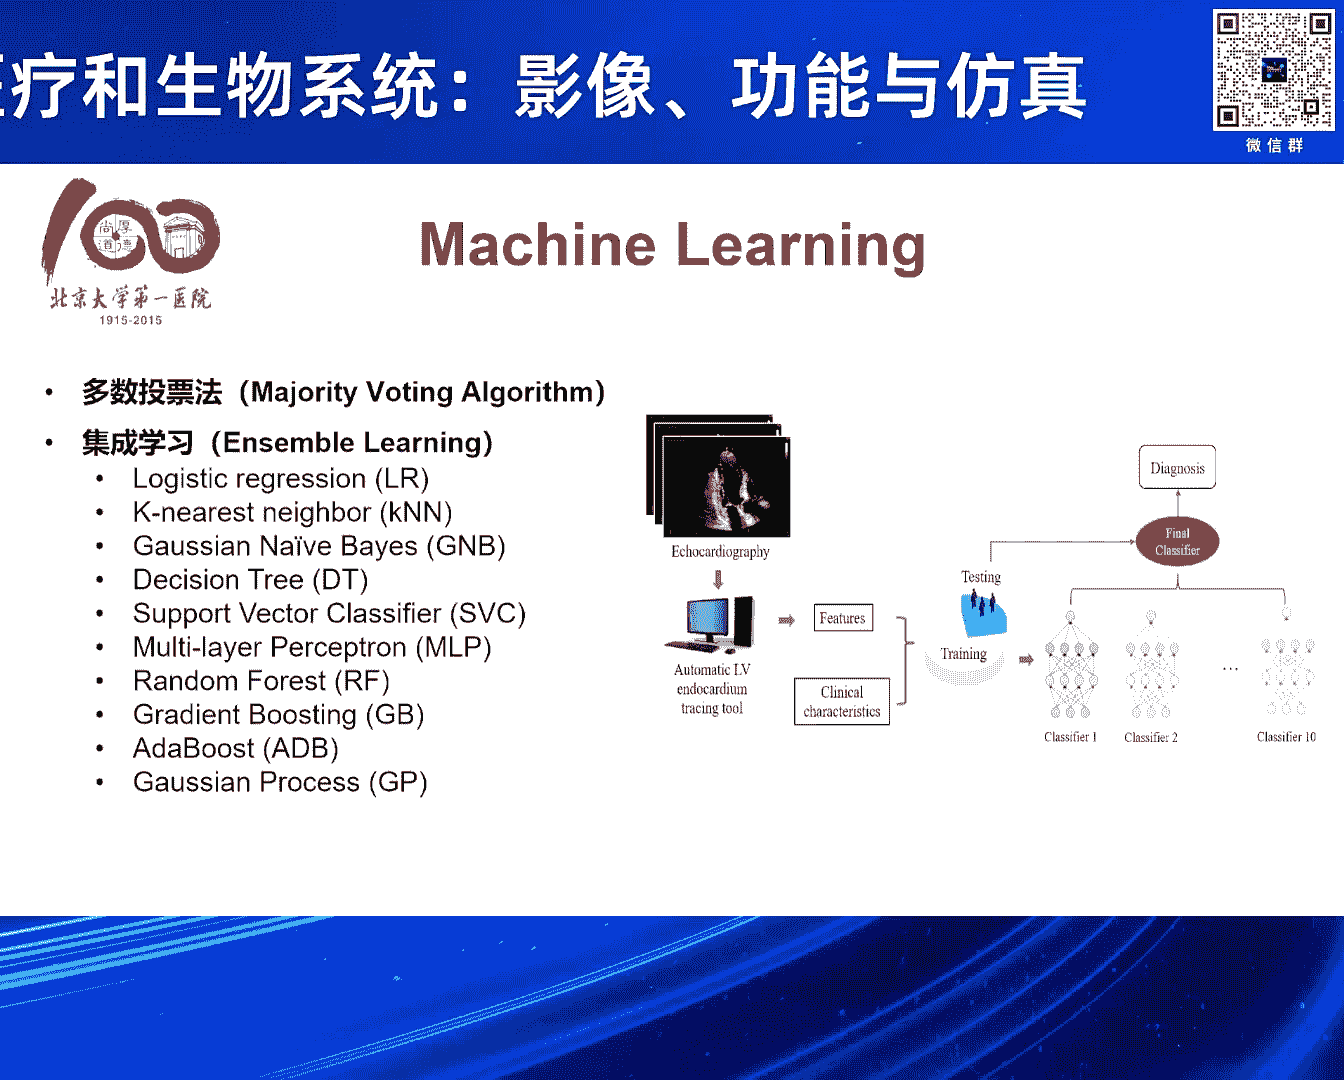 疗和生物系统：影像、功能与仿真
微信群
尚 厚
道 德
北京大学第一医院
1915-2015
Machine Learning
• 多数投票法（Majority Voting Algorithm）
• 集成学习（Ensemble Learning）
• Logistic regression (LR)
• K-nearest neighbor (kNN)
• Gaussian Naïve Bayes (GNB)
• Decision Tree (DT)
• Support Vector Classifier (SVC)
• Multi-layer Perceptron (MLP)
• Random Forest (RF)
• Gradient Boosting (GB)
• AdaBoost (ADB)
• Gaussian Process (GP)
Echocardiography
Automatic LV
endocardium
tracing tool
Features
Clinical
characteristics
Testing
Training
Diagnosis
Final
Classifier
Classifier 1
Classifier 2
...
Classifier 10